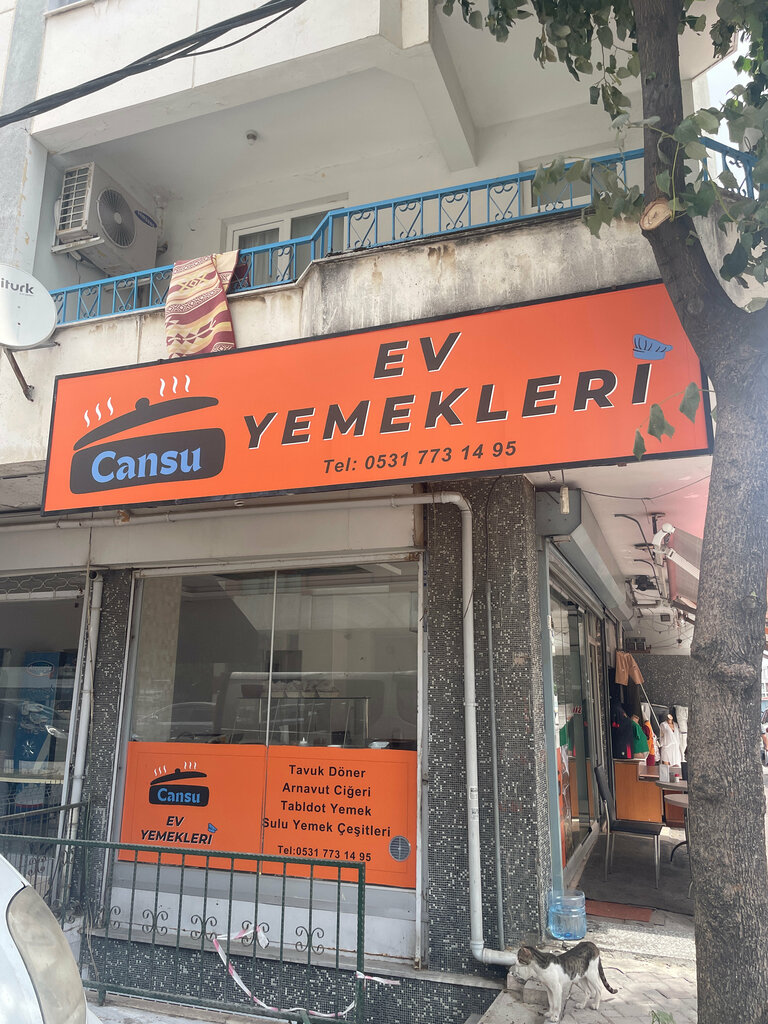 iturk
EV
YEMEKLERİ
Cansu
Tel: 0531 773 14 95
Cansu
EV
YEMEKLERİ
Tavuk Döner
Arnavut Ciğeri
Tabldot Yemek
Sulu Yemek Çeşitleri
Tel:0531 773 14 95